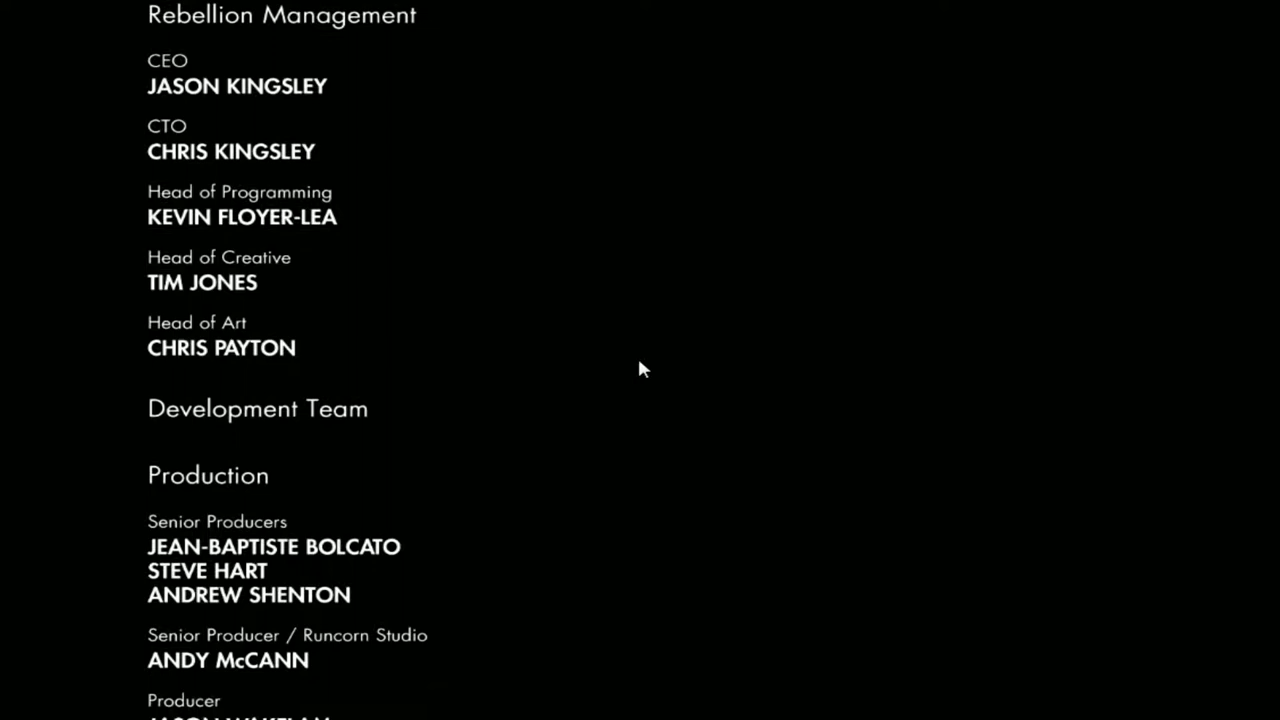 Rebellion Management
CEO
JASON KINGSLEY
CTO
CHRIS KINGSLEY
Head of Programming
KEVIN FLOYER-LEA
Head of Creative
TIM JONES
Head of Art
CHRIS PAYTON
Development Team
Production
Senior Producers
JEAN-BAPTISTE BOLCATO
STEVE HART
ANDREW SHENTON
Senior Producer / Runcorn Studio
ANDY McCANN
Producer
JASON WAKELAM